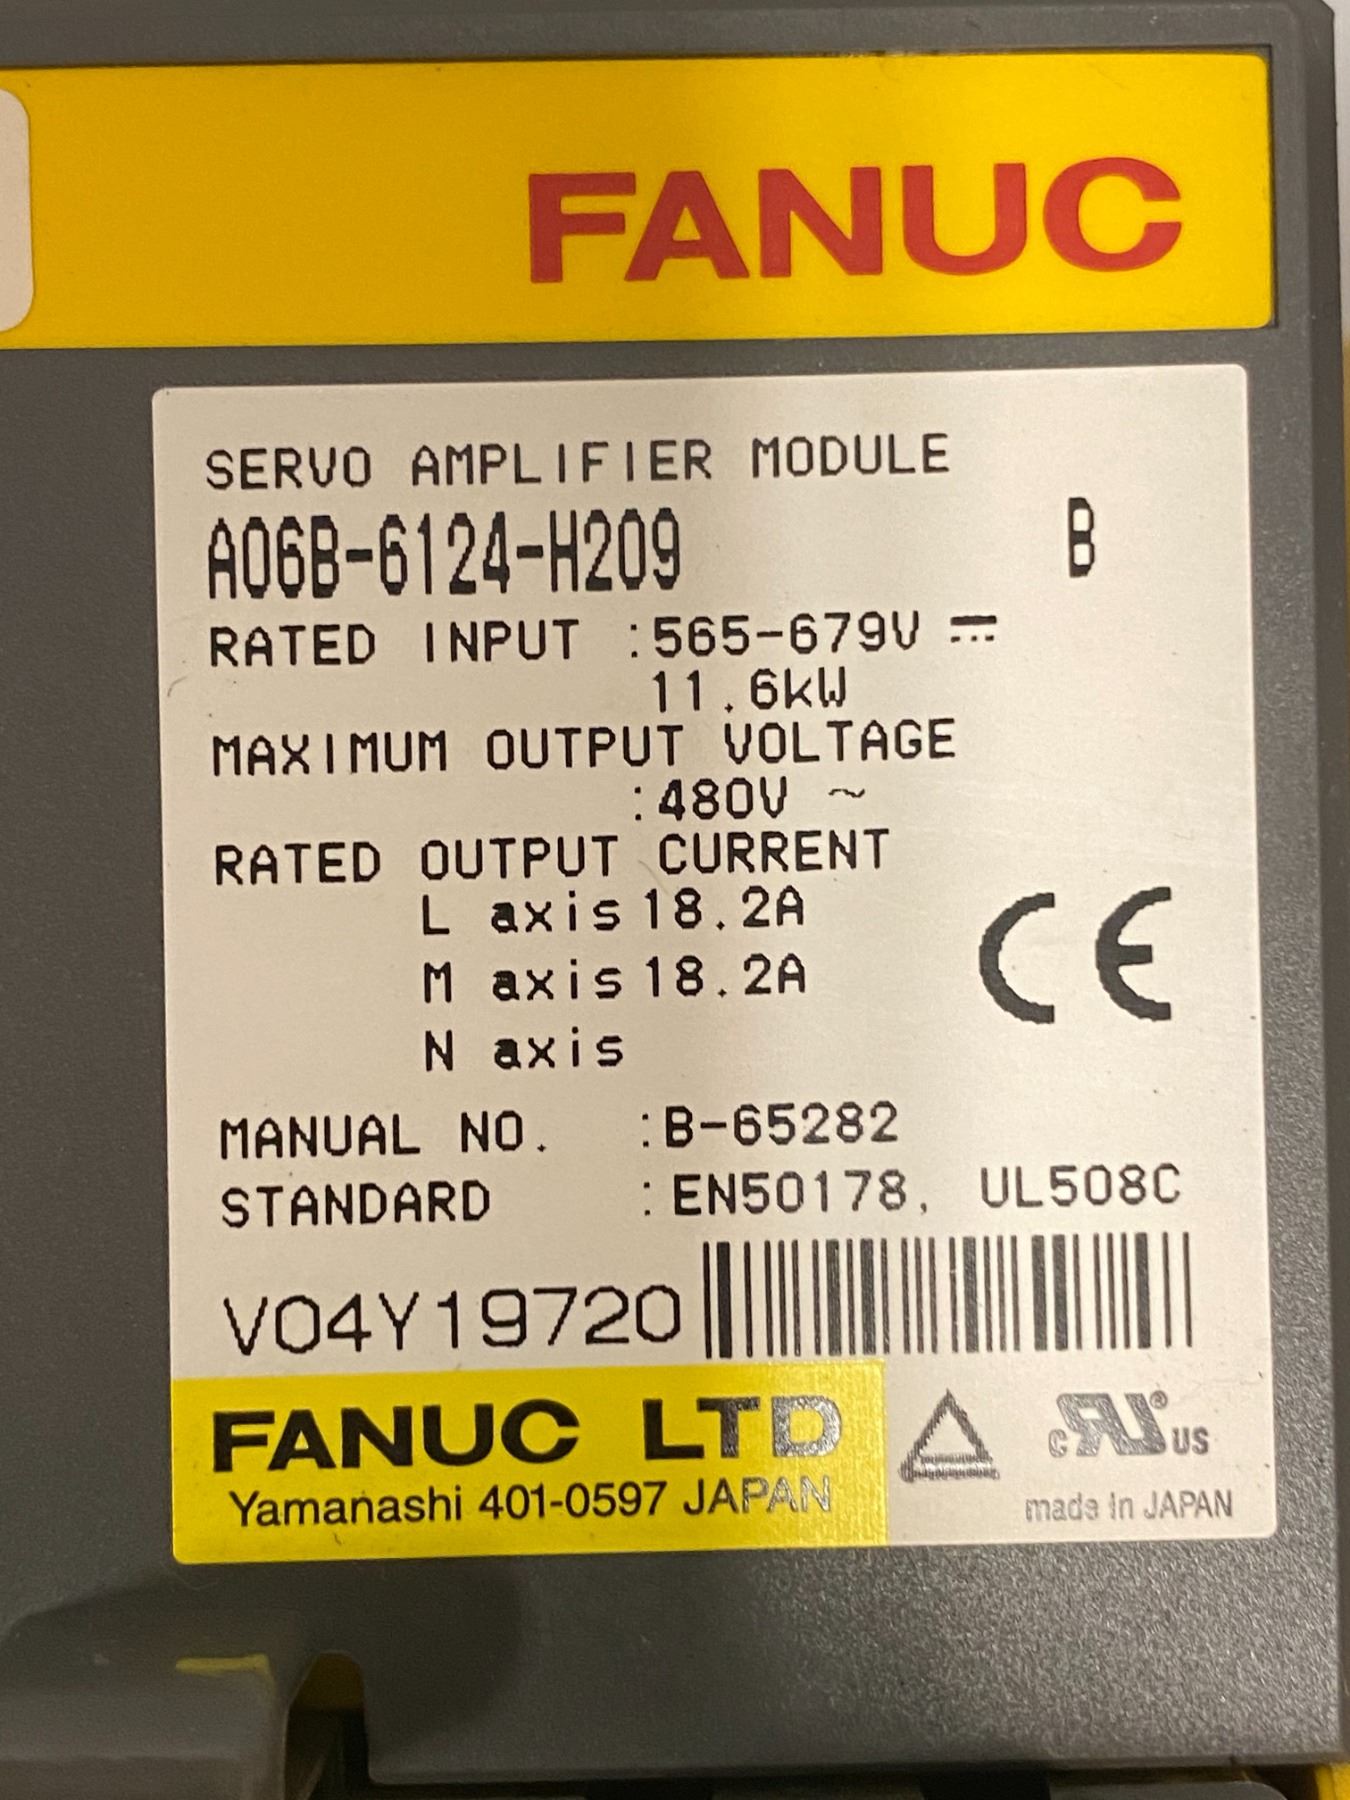 FANUC
SERVO AMPLIFIER MODULE
A06B-6124-H209 B
RATED INPUT :565-679V ⎓
11.6kW
MAXIMUM OUTPUT VOLTAGE
:480V ~
RATED OUTPUT CURRENT
L axis 18.2A
M axis 18.2A
N axis
CE
MANUAL NO. :B-65282
STANDARD :EN50178, UL508C
V04Y19720
FANUC LTD
Yamanashi 401-0597 JAPAN
c RU ® US
made in JAPAN